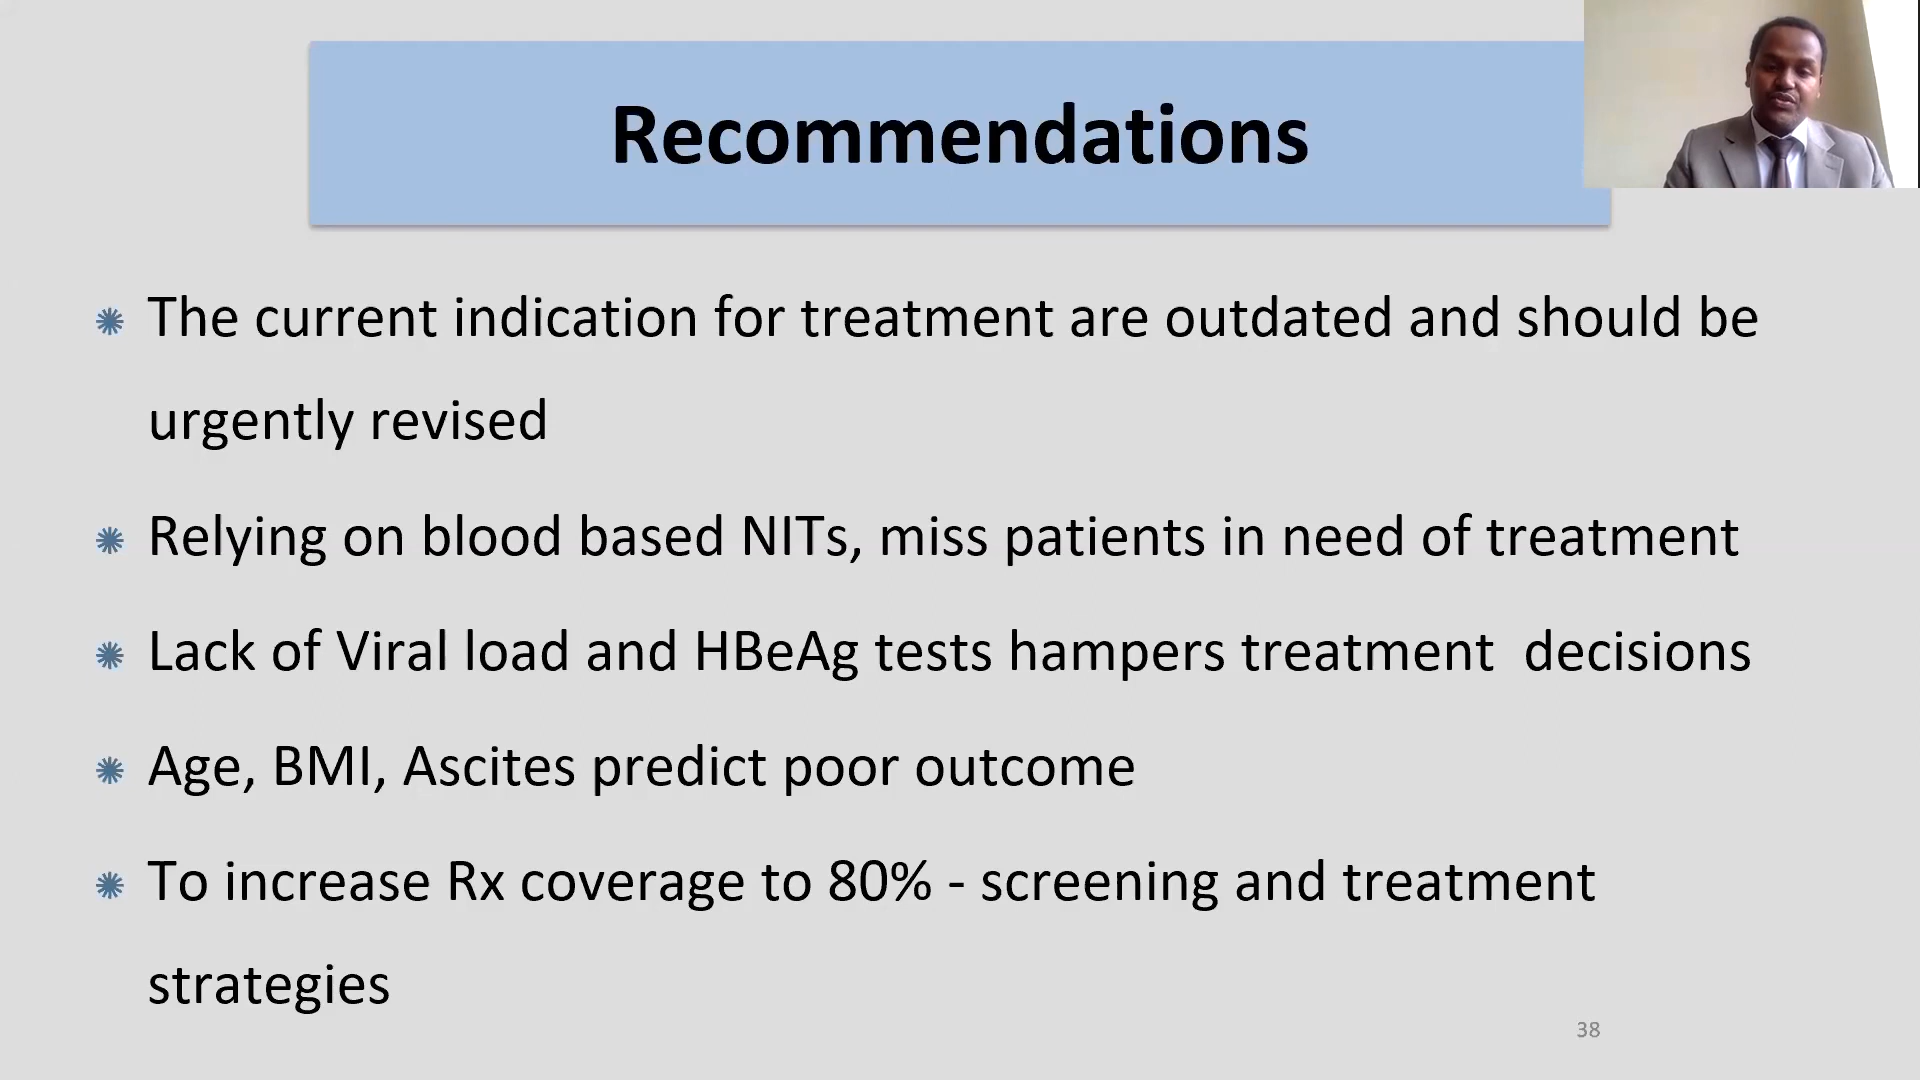 Recommendations
The current indication for treatment are outdated and should be
urgently revised
Relying on blood based NITs, miss patients in need of treatment
Lack of Viral load and HBeAg tests hampers treatment  decisions
Age, BMI, Ascites predict poor outcome
To increase Rx coverage to 80% - screening and treatment
strategies
38